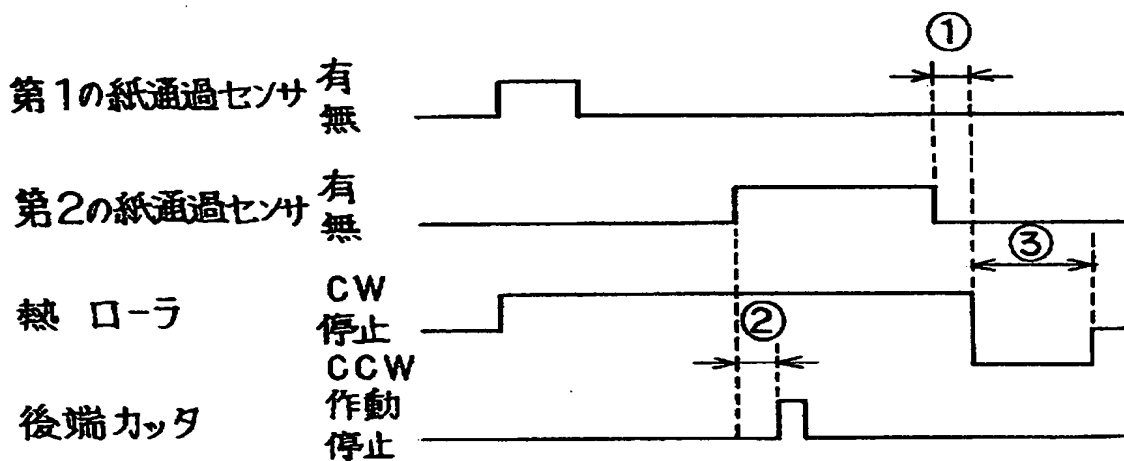 ①
第1の紙通過センサ 有
無
第2の紙通過センサ 有
無
③
熱 ローラ CW
停止
CCW
②
後端カッタ 作動
停止